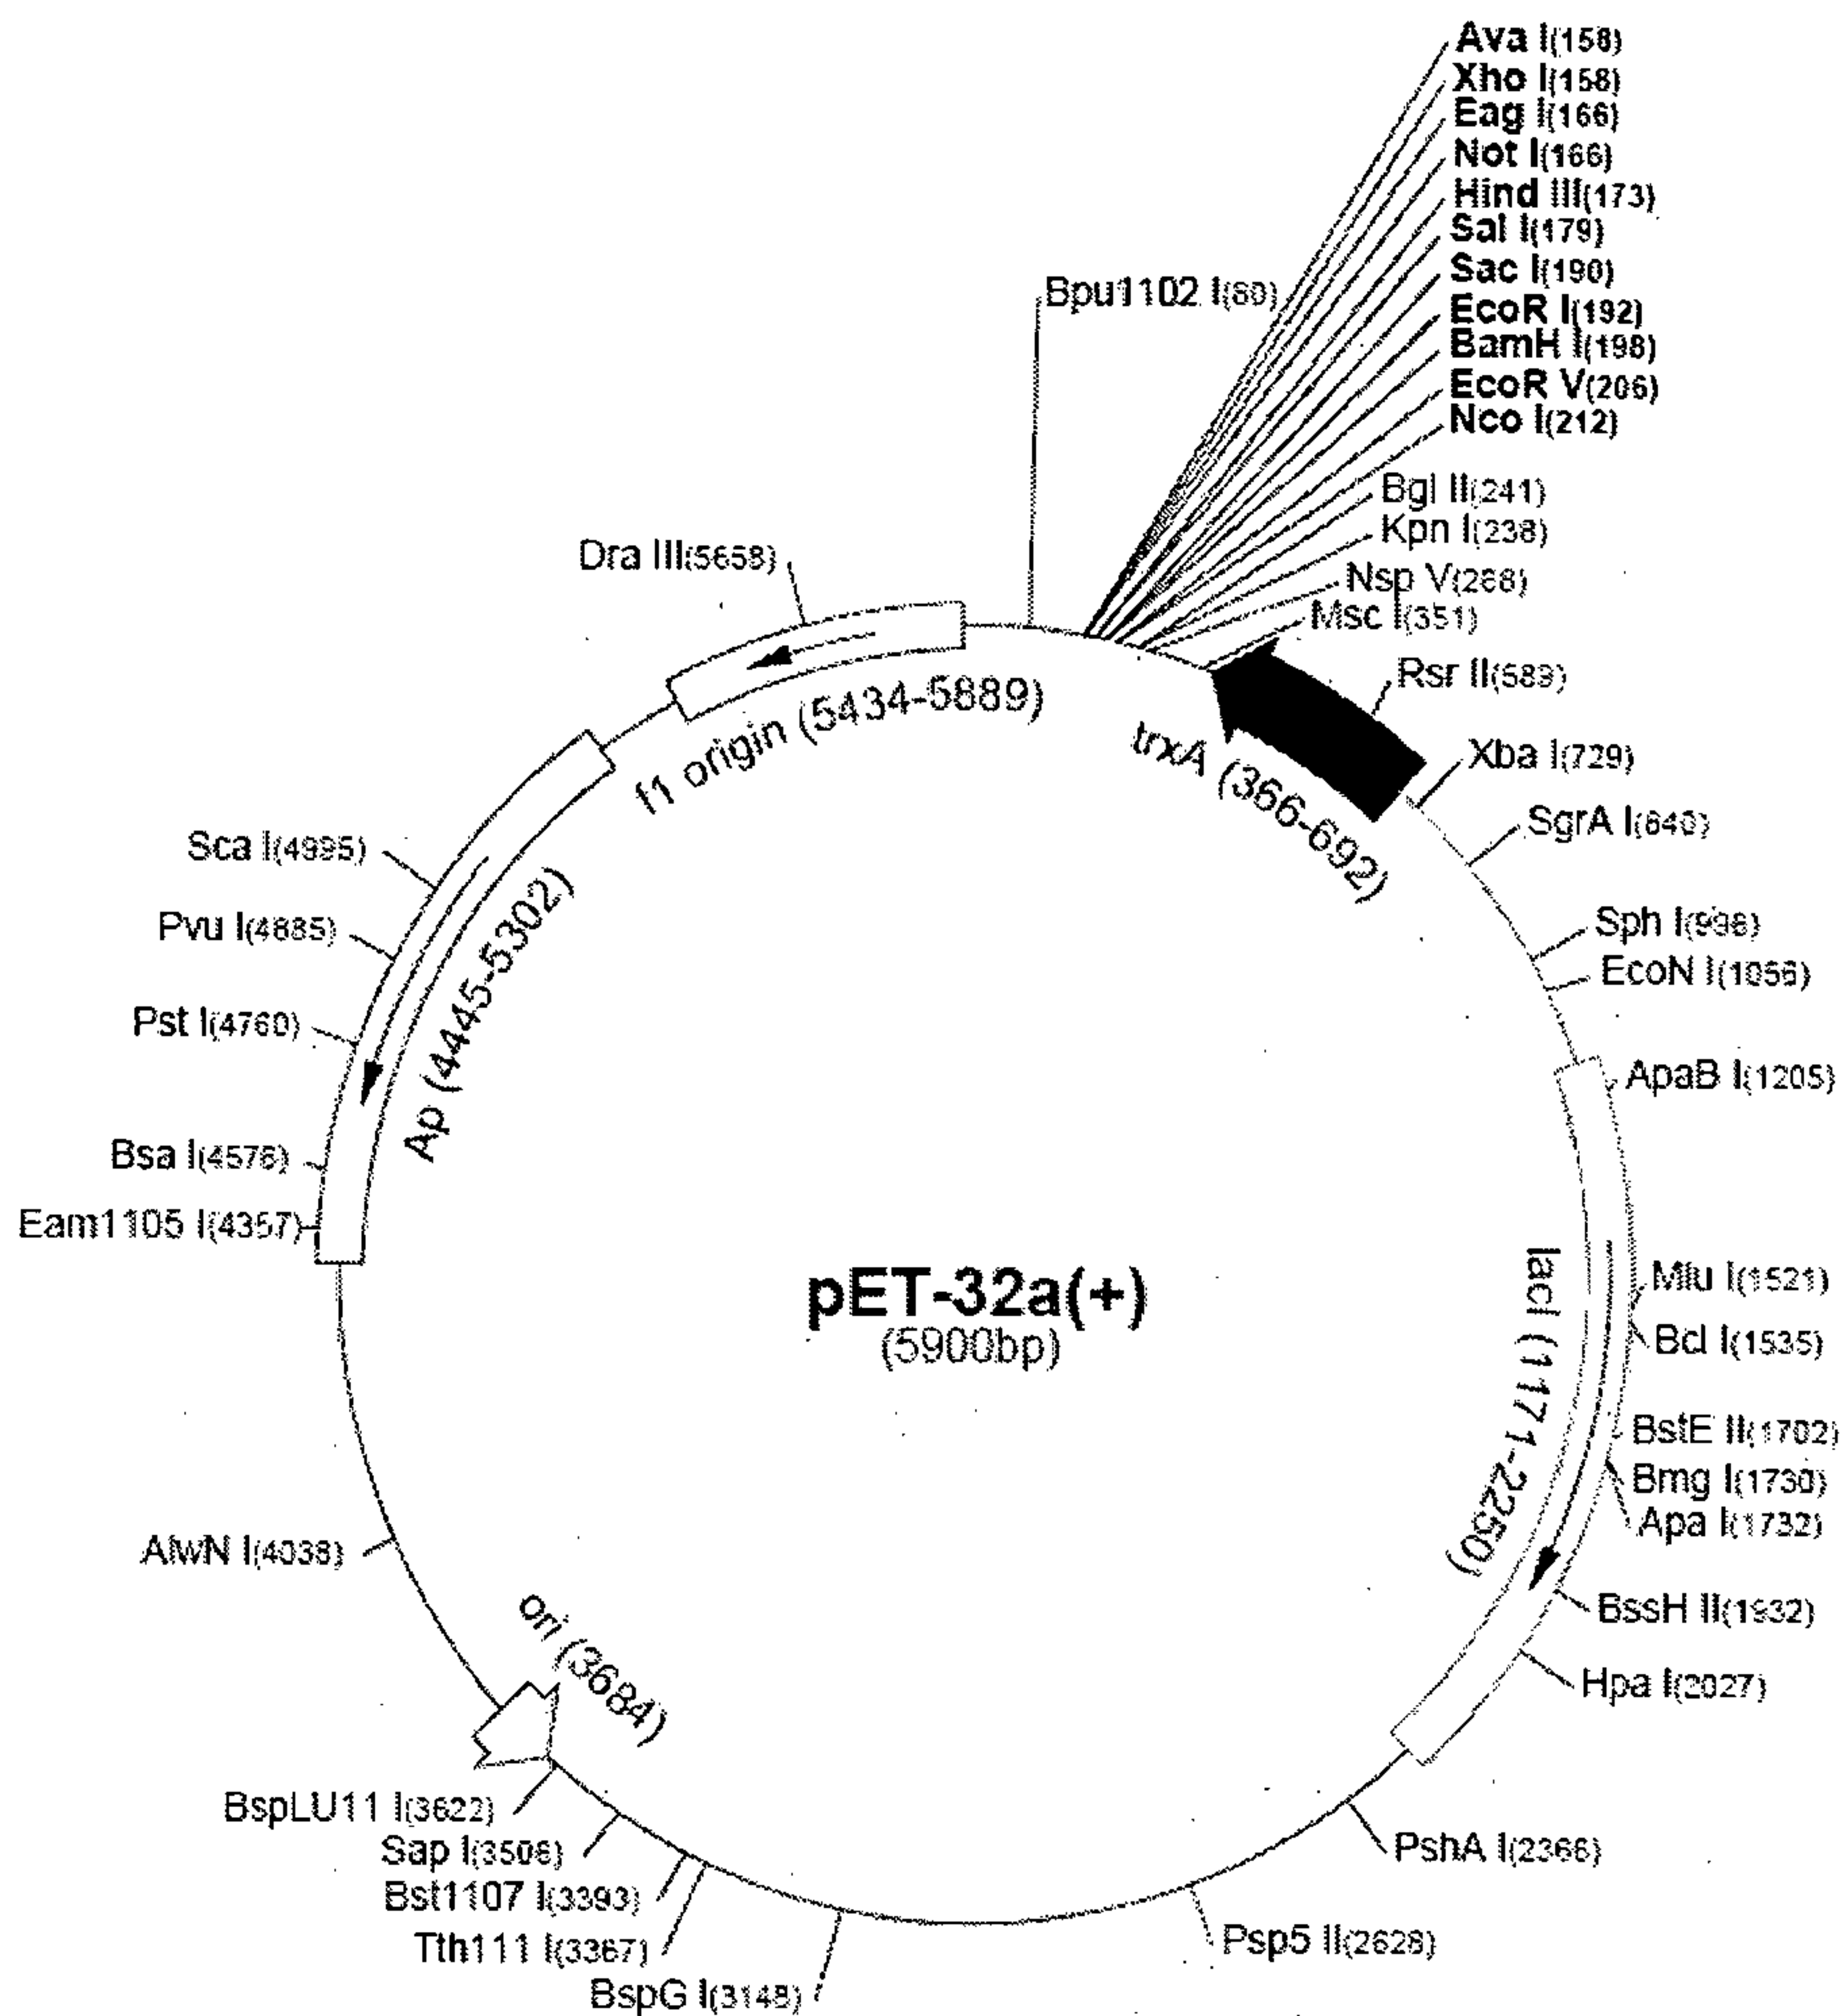 Ava I(158)
Xho I(158)
Eag I(166)
Not I(166)
Hind III(173)
Sal I(179)
Sac I(190)
EcoR I(192)
BamH I(198)
EcoR V(206)
Nco I(212)
Bpu1102 I(80)
Bgl II(241)
Kpn I(238)
Nsp V(268)
Msc I(351)
Rsr II(589)
Xba I(729)
SgrA I(840)
Sph I(998)
EcoN I(1056)
ApaB I(1205)
Mlu I(1521)
Bcl I(1535)
BstE II(1702)
Bmg I(1730)
Apa I(1732)
BssH II(1932)
Hpa I(2027)
PshA I(2366)
Psp5 II(2628)
BspG I(3148)
Tth111 I(3367)
Bst1107 I(3393)
Sap I(3506)
BspLU11 I(3622)
AlwN I(4038)
Eam1105 I(4357)
Bsa I(4576)
Pst I(4760)
Pvu I(4885)
Sca I(4995)
Dra III(5658)
f1 origin (5434-5889)
trxA (366-692)
Ap (4445-5302)
lacI (1171-2250)
ori (3684)
pET-32a(+)
(5900bp)